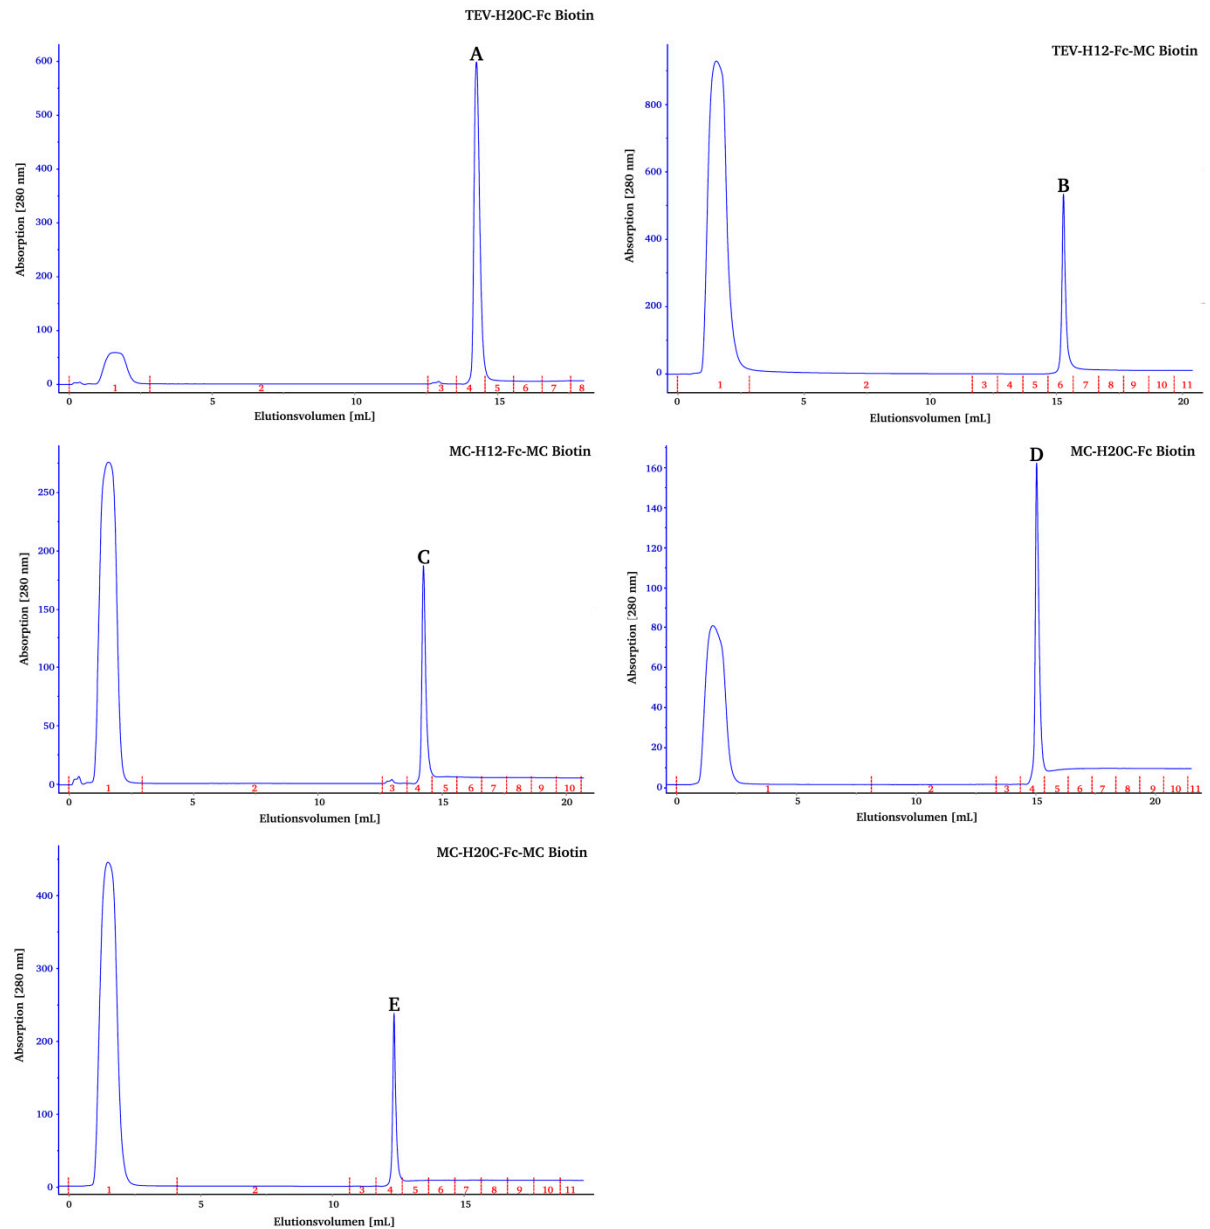 TEV-H20C-Fc Biotin
A
600
500
400
300
200
100
0
Absorption [280 nm]
1 2 3 4 5 6 7 8
0 5 10 15
Elutionsvolumen [mL]
TEV-H12-Fc-MC Biotin
B
800
600
400
200
0
Absorption [280 nm]
1 2 3 4 5 6 7 8 9 10 11
0 5 10 15 20
Elutionsvolumen [mL]
MC-H12-Fc-MC Biotin
C
250
200
150
100
50
0
Absorption [280 nm]
1 2 3 4 5 6 7 8 9 10
0 5 10 15 20
Elutionsvolumen [mL]
MC-H20C-Fc Biotin
D
160
140
120
100
80
60
40
20
0
Absorption [280 nm]
1 2 3 4 5 6 7 8 9 10 11
0 5 10 15 20
Elutionsvolumen [mL]
MC-H20C-Fc-MC Biotin
E
400
300
200
100
0
Absorption [280 nm]
1 2 3 4 5 6 7 8 9 10 11
0 5 10 15
Elutionsvolumen [mL]